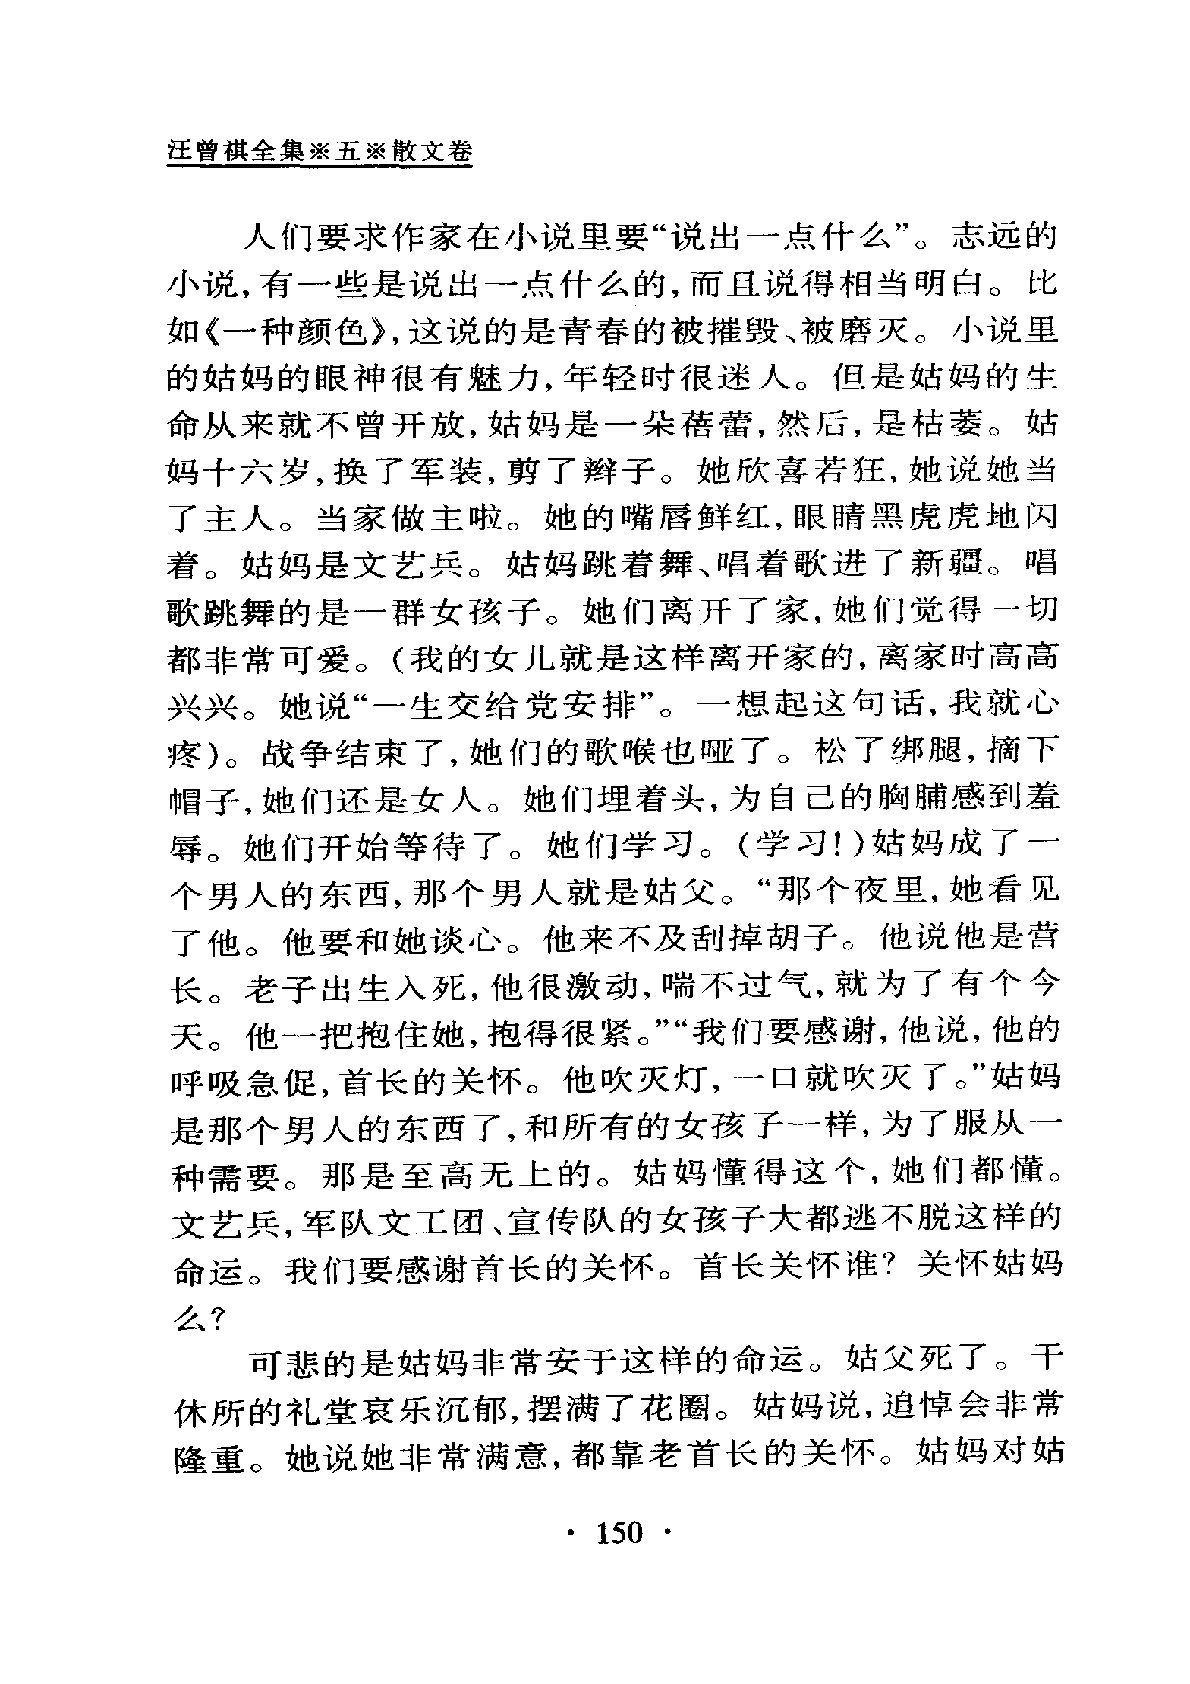 汪曾祺全集※五※散文卷
人们要求作家在小说里要“说出一点什么”。志远的
小说,有一些是说出一点什么的,而且说得相当明白。比
如《一种颜色》,这说的是青春的被摧毁、被磨灭。小说里
的姑妈的眼神很有魅力,年轻时很迷人。但是姑妈的生
命从来就不曾开放,姑妈是一朵蓓蕾,然后,是枯萎。姑
妈十六岁,换了军装,剪了辫子。她欣喜若狂,她说她当
了主人。当家做主啦。她的嘴唇鲜红,眼睛黑虎虎地闪
着。姑妈是文艺兵。姑妈跳着舞、唱着歌进了新疆。唱
歌跳舞的是一群女孩子。她们离开了家,她们觉得一切
都非常可爱。(我的女儿就是这样离开家的,离家时高高
兴兴。她说“一生交给党安排”。一想起这句话,我就心
疼)。战争结束了,她们的歌喉也哑了。松了绑腿,摘下
帽子,她们还是女人。她们埋着头,为自己的胸脯感到羞
辱。她们开始等待了。她们学习。(学习!)姑妈成了一
个男人的东西,那个男人就是姑父。“那个夜里,她看见
了他。他要和她谈心。他来不及刮掉胡子。他说他是营
长。老子出生入死,他很激动,喘不过气,就为了有个今
天。他一把抱住她,抱得很紧。”“我们要感谢,他说,他的
呼吸急促,首长的关怀。他吹灭灯,一口就吹灭了。”姑妈
是那个男人的东西了,和所有的女孩子一样,为了服从一
种需要。那是至高无上的。姑妈懂得这个,她们都懂。
文艺兵,军队文工团、宣传队的女孩子大都逃不脱这样的
命运。我们要感谢首长的关怀。首长关怀谁?关怀姑妈
么?
可悲的是姑妈非常安于这样的命运。姑父死了。干
休所的礼堂哀乐沉郁,摆满了花圈。姑妈说,追悼会非常
隆重。她说她非常满意,都靠老首长的关怀。姑妈对姑
· 150 ·